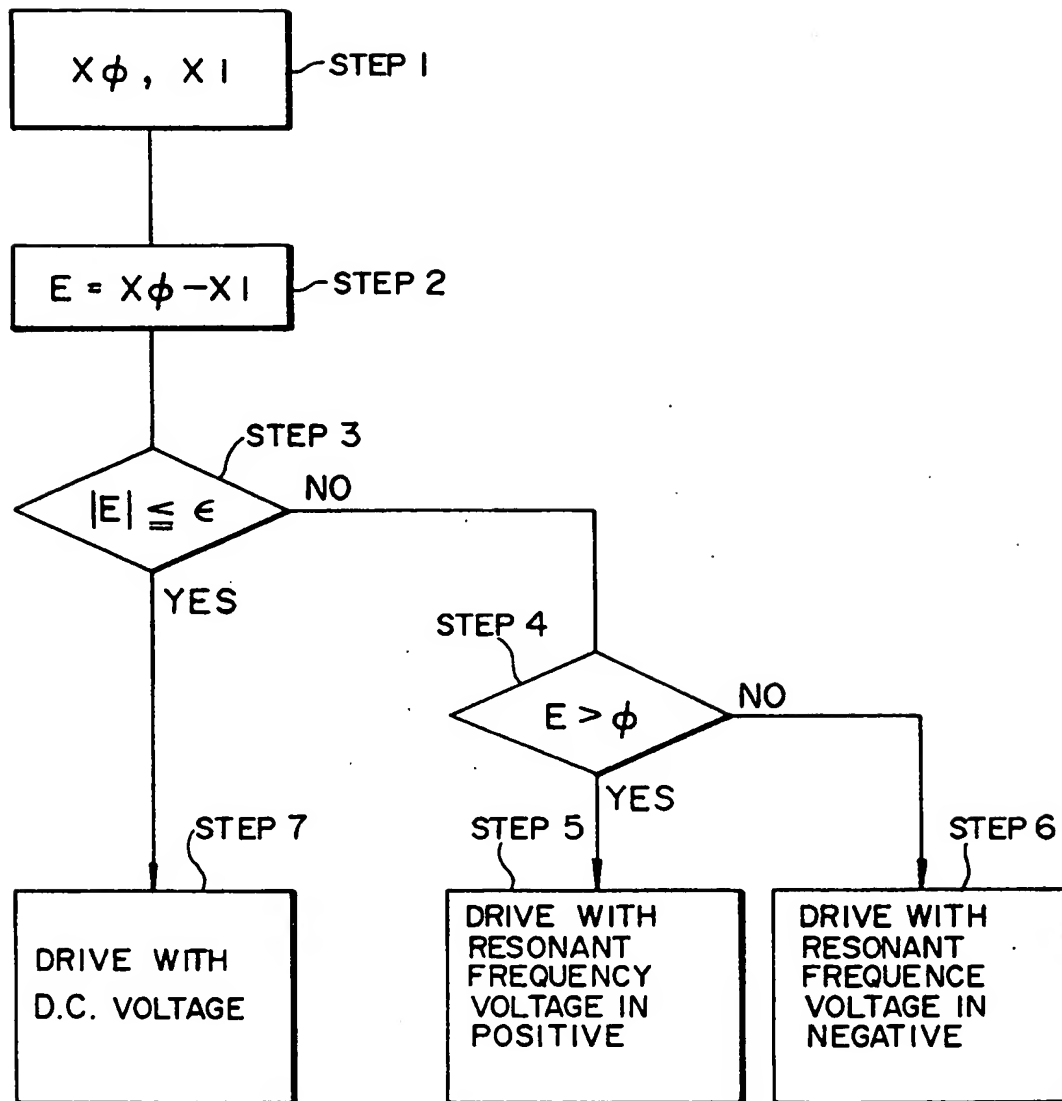 Xϕ, X1
STEP 1
E = Xϕ-X1
STEP 2
STEP 3
|E| ≦ ϵ
NO
YES
STEP 4
E > ϕ
NO
YES
STEP 7
STEP 5
STEP 6
DRIVE WITH
D.C. VOLTAGE
DRIVE WITH
RESONANT
FREQUENCY
VOLTAGE IN
POSITIVE
DRIVE WITH
RESONANT
FREQUENCE
VOLTAGE IN
NEGATIVE